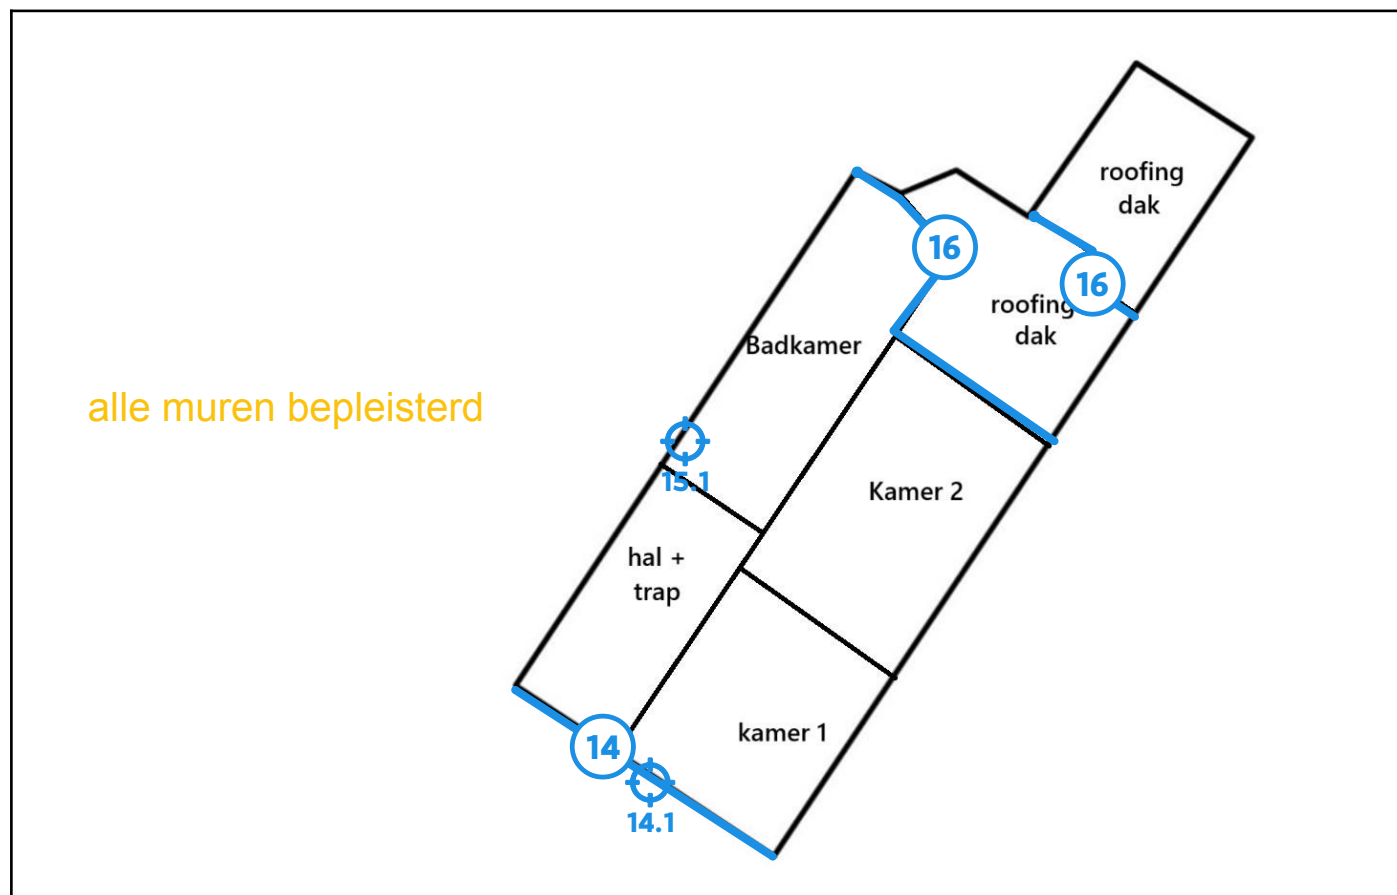 roofing
dak
16
16
roofing
dak
Badkamer
alle muren bepleisterd
15.1
Kamer 2
hal +
trap
14
kamer 1
14.1